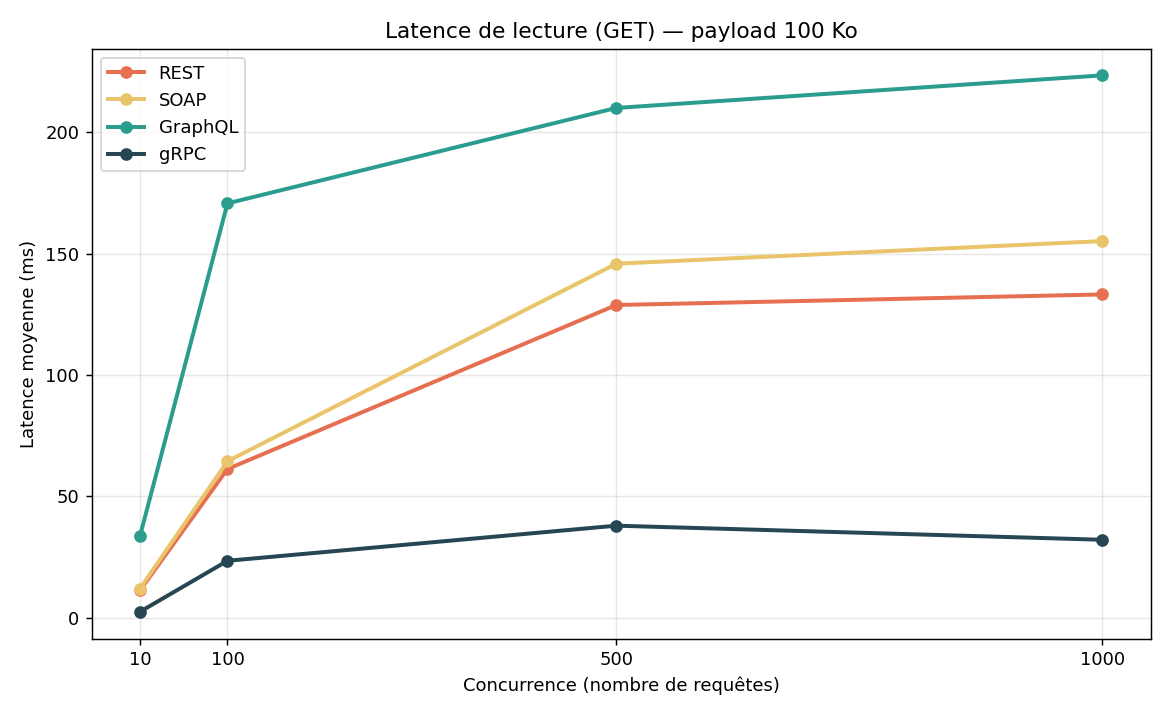 Latence de lecture (GET) — payload 100 Ko
REST
SOAP
GraphQL
gRPC
Latence moyenne (ms)
200
150
100
50
0
10
100
500
1000
Concurrence (nombre de requêtes)